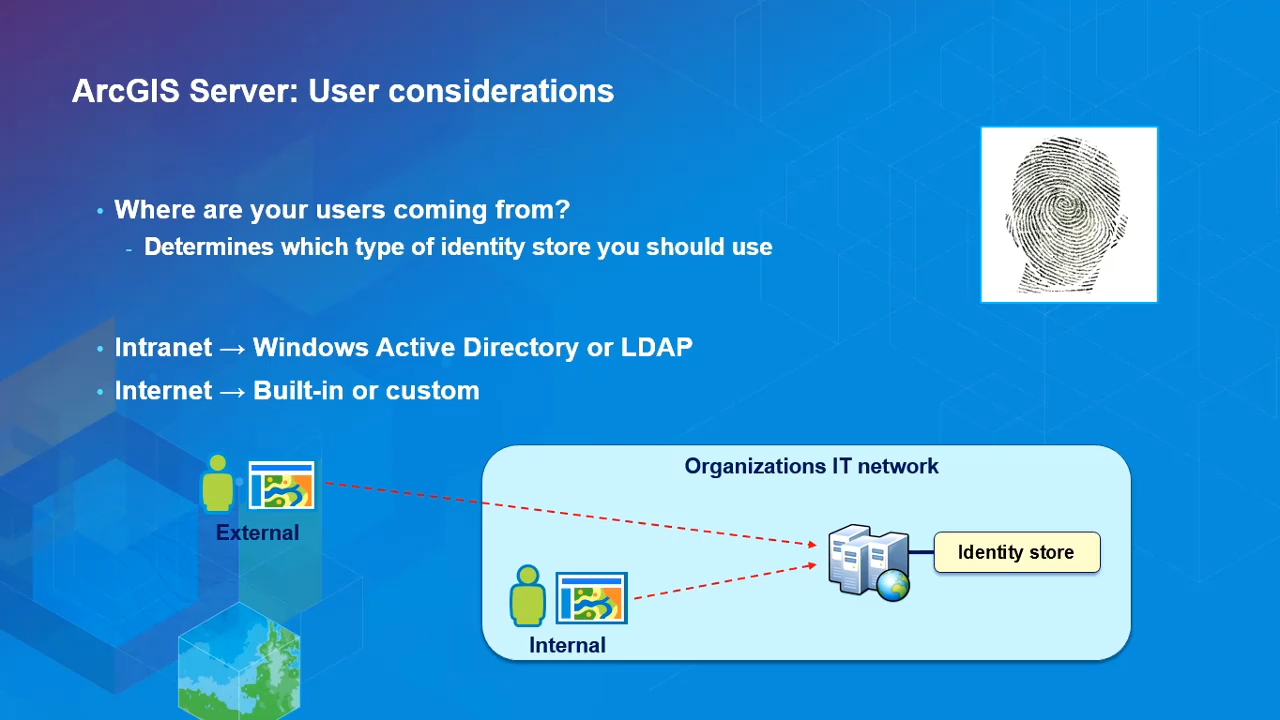 ArcGIS Server: User considerations
• Where are your users coming from?
- Determines which type of identity store you should use
• Intranet → Windows Active Directory or LDAP
• Internet → Built-in or custom
Organizations IT network
External
Identity store
Internal